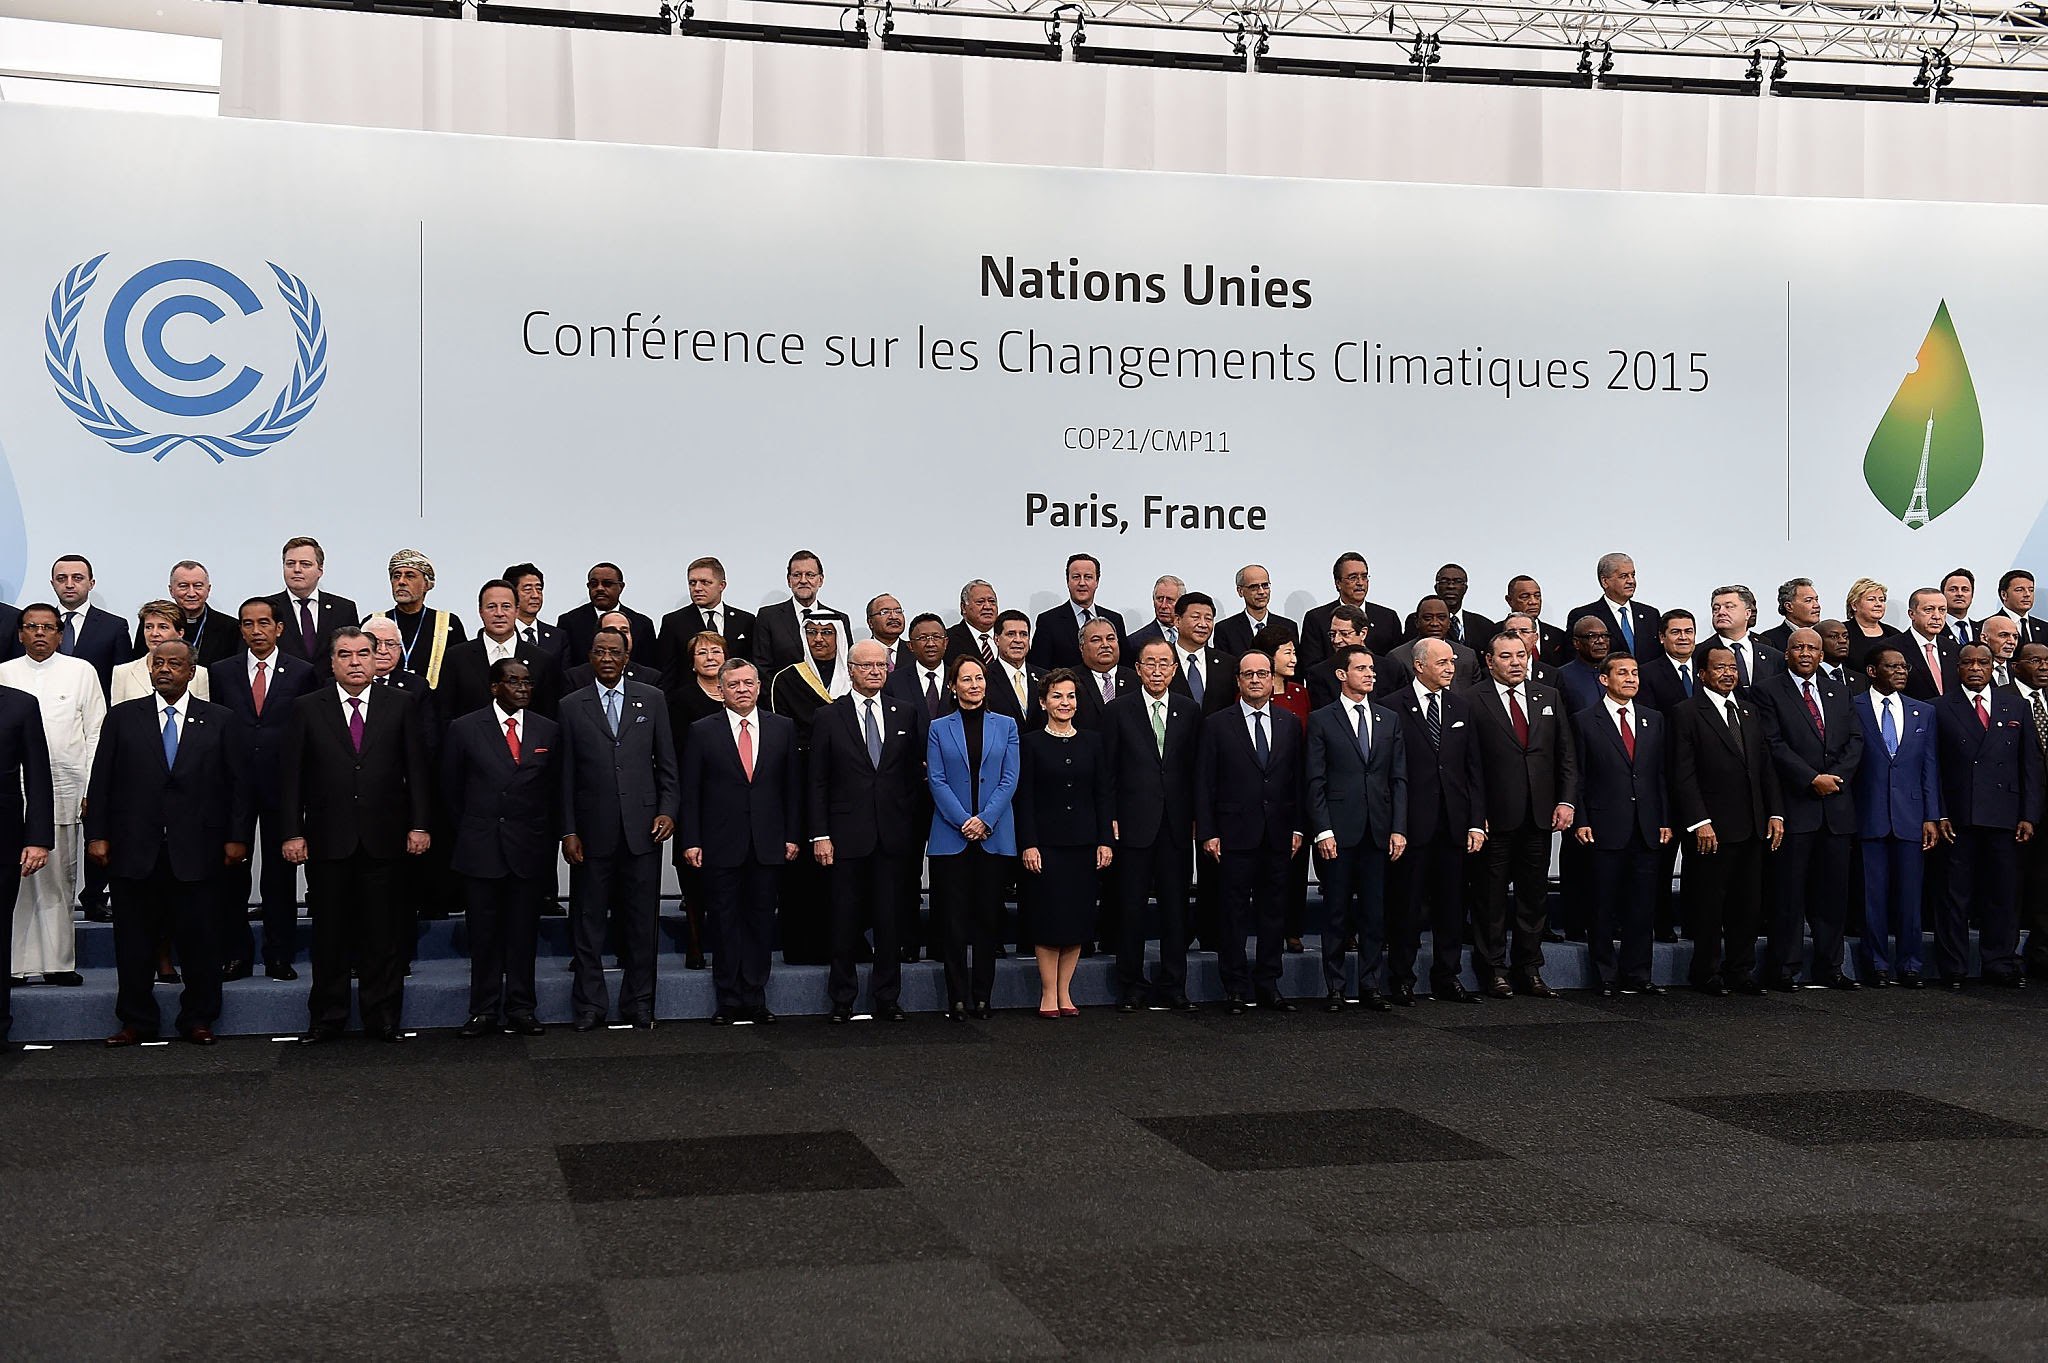 Nations Unies
Conférence sur les Changements Climatiques 2015
COP21/CMP11
Paris, France